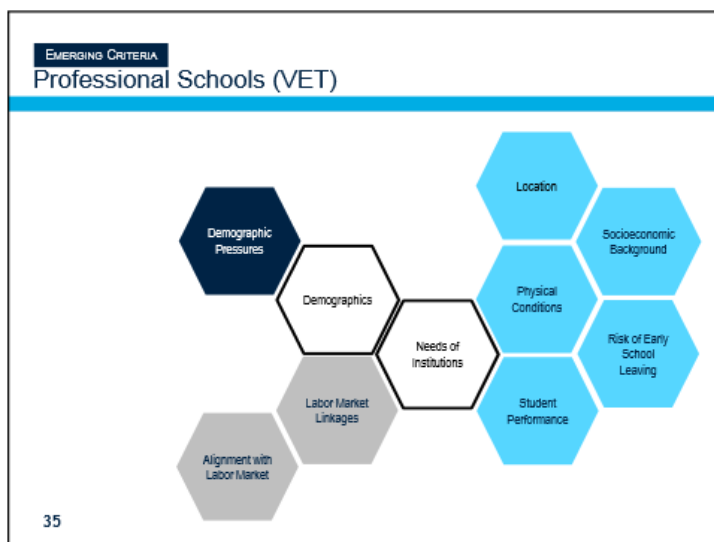 EMERGING CRITERIA
Professional Schools (VET)
Location
Demographic
Pressures
Socioeconomic
Background
Demographics
Physical
Conditions
Needs of
Institutions
Risk of Early
School
Leaving
Labor Market
Linkages
Student
Performance
Alignment with
Labor Market
35